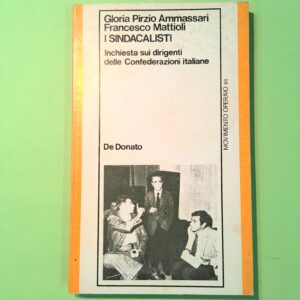 Gloria Pirzio Ammassari
Francesco Mattioli
I SINDACALISTI
Inchiesta sui dirigenti
delle Confederazioni italiane
De Donato
MOVIMENTO OPERAIO